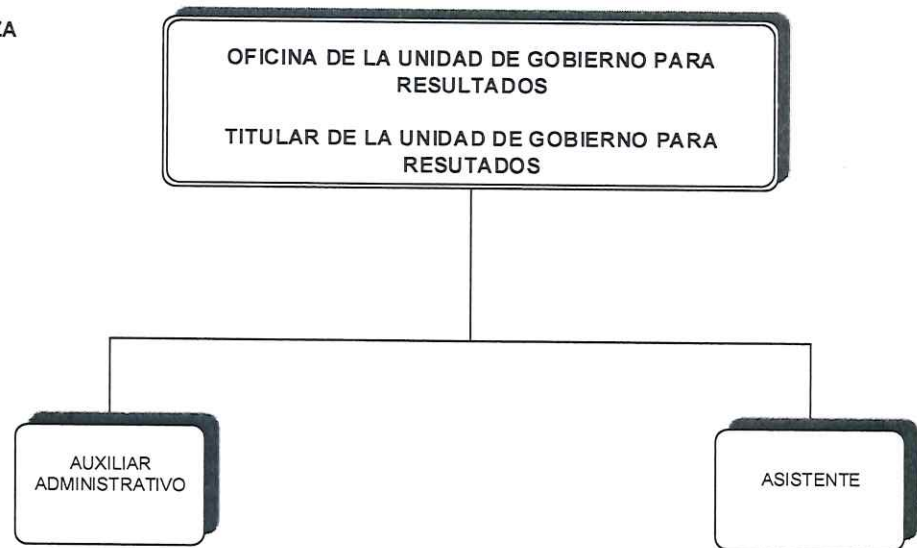 ZA
OFICINA DE LA UNIDAD DE GOBIERNO PARA
RESULTADOS
TITULAR DE LA UNIDAD DE GOBIERNO PARA
RESUTADOS
AUXILIAR
ADMINISTRATIVO
ASISTENTE